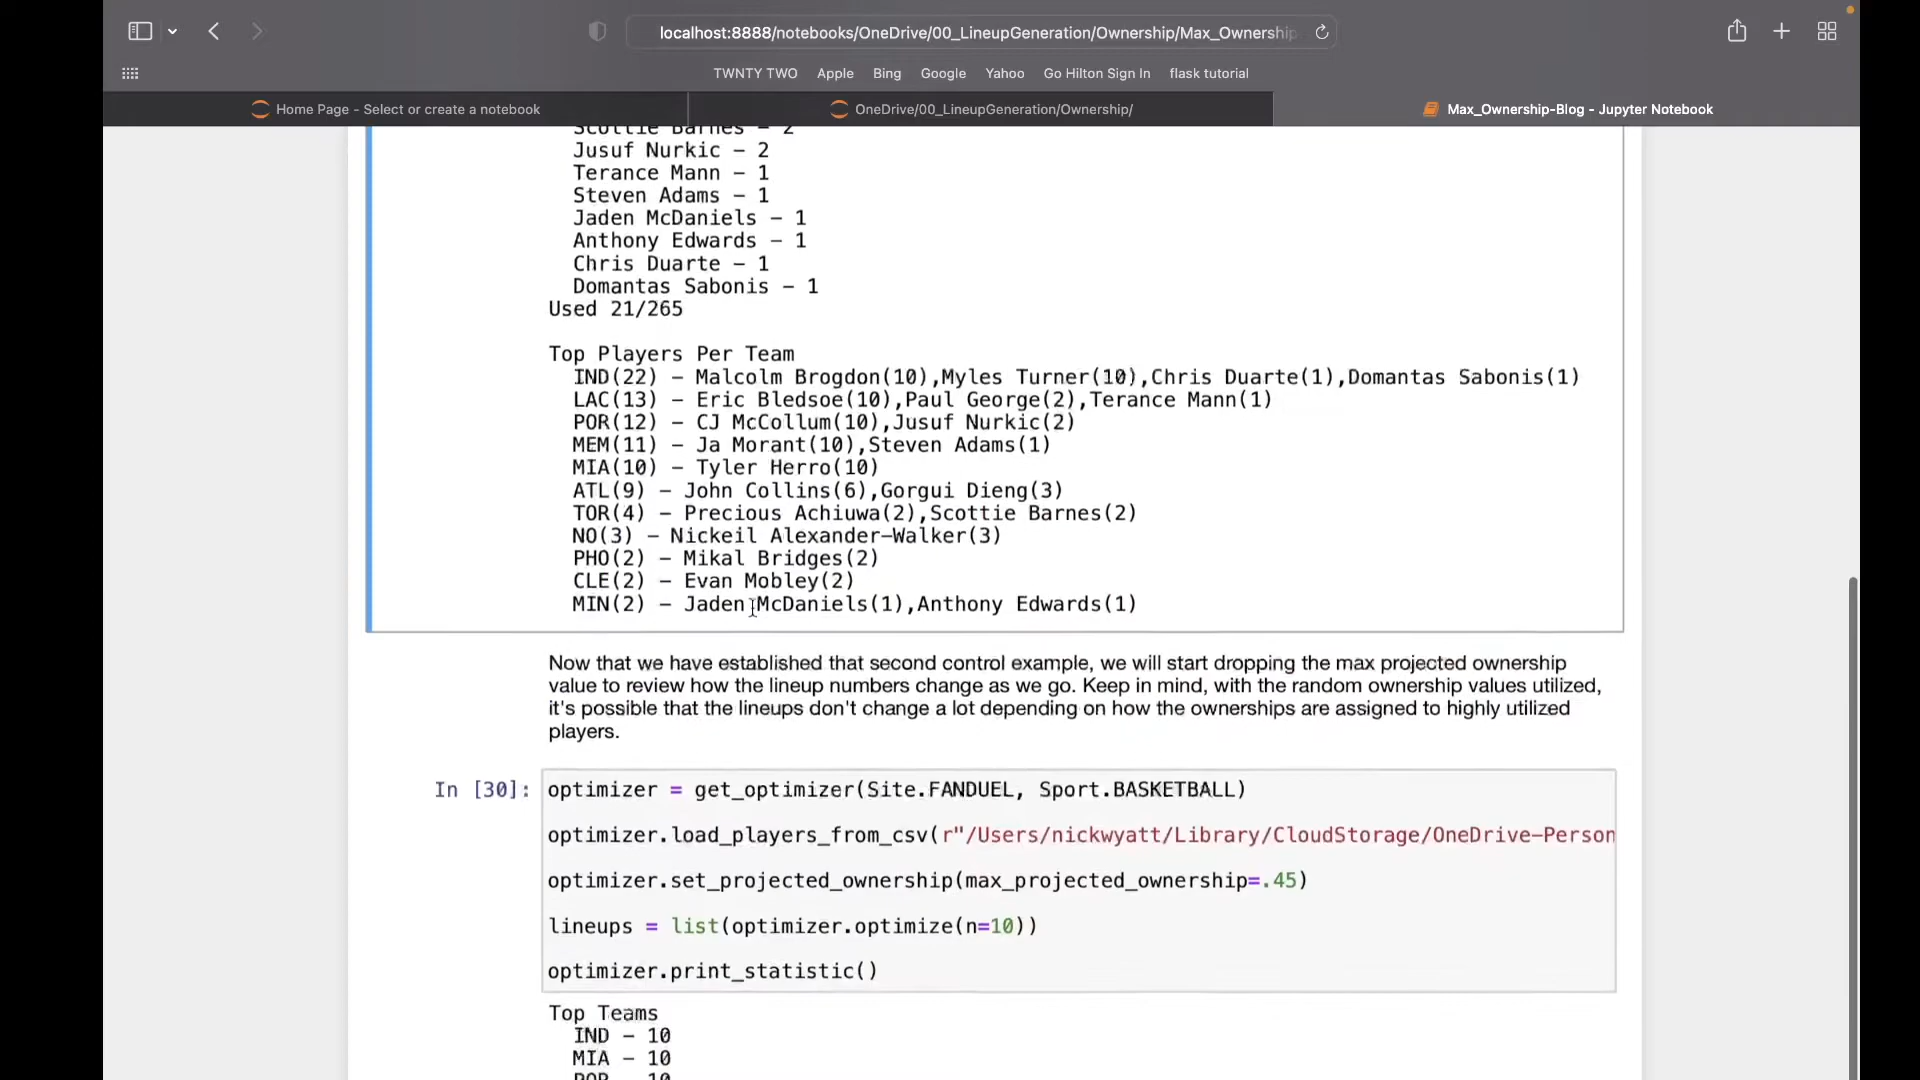 localhost:8888/notebooks/OneDrive/00_LineupGeneration/Ownership/Max_Ownership
TWNTY TWO Apple Bing Google Yahoo Go Hilton Sign In flask tutorial
Home Page - Select or create a notebook
OneDrive/00_LineupGeneration/Ownership/
Max_Ownership-Blog - Jupyter Notebook
Scottie Barnes - 2
Jusuf Nurkic - 2
Terance Mann - 1
Steven Adams - 1
Jaden McDaniels - 1
Anthony Edwards - 1
Chris Duarte - 1
Domantas Sabonis - 1
Used 21/265
Top Players Per Team
IND(22) - Malcolm Brogdon(10),Myles Turner(10),Chris Duarte(1),Domantas Sabonis(1)
LAC(13) - Eric Bledsoe(10),Paul George(2),Terance Mann(1)
POR(12) - CJ McCollum(10),Jusuf Nurkic(2)
MEM(11) - Ja Morant(10),Steven Adams(1)
MIA(10) - Tyler Herro(10)
ATL(9) - John Collins(6),Gorgui Dieng(3)
TOR(4) - Precious Achiuwa(2),Scottie Barnes(2)
NO(3) - Nickeil Alexander-Walker(3)
PHO(2) - Mikal Bridges(2)
CLE(2) - Evan Mobley(2)
MIN(2) - Jaden McDaniels(1),Anthony Edwards(1)
Now that we have established that second control example, we will start dropping the max projected ownership
value to review how the lineup numbers change as we go. Keep in mind, with the random ownership values utilized,
it's possible that the lineups don't change a lot depending on how the ownerships are assigned to highly utilized
players.
In [30]: optimizer = get_optimizer(Site.FANDUEL, Sport.BASKETBALL)
optimizer.load_players_from_csv(r"/Users/nickwyatt/Library/CloudStorage/OneDrive-Person
optimizer.set_projected_ownership(max_projected_ownership=.45)
lineups = list(optimizer.optimize(n=10))
optimizer.print_statistic()
Top Teams
IND - 10
MIA - 10
POR - 10